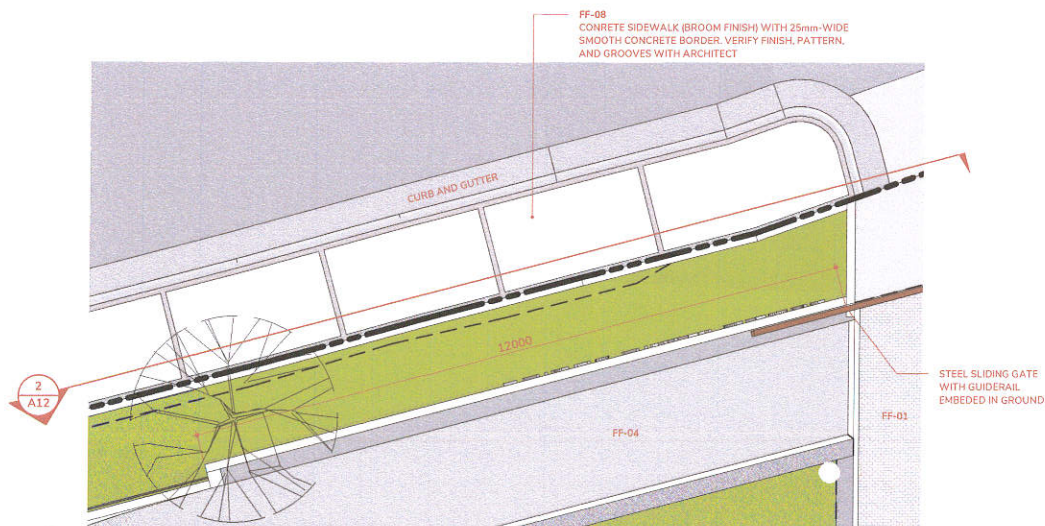 FF-08
CONRETE SIDEWALK (BROOM FINISH) WITH 25mm-WIDE
SMOOTH CONCRETE BORDER. VERIFY FINISH, PATTERN,
AND GROOVES WITH ARCHITECT
CURB AND GUTTER
12000
2
A12
STEEL SLIDING GATE
WITH GUIDERAIL
EMBEDED IN GROUND
FF-01
FF-04